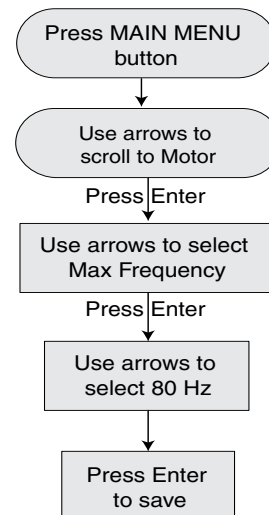 Press MAIN MENU
button
Use arrows to
scroll to Motor
Press Enter
Use arrows to select
Max Frequency
Press Enter
Use arrows to
select 80 Hz
Press Enter
to save